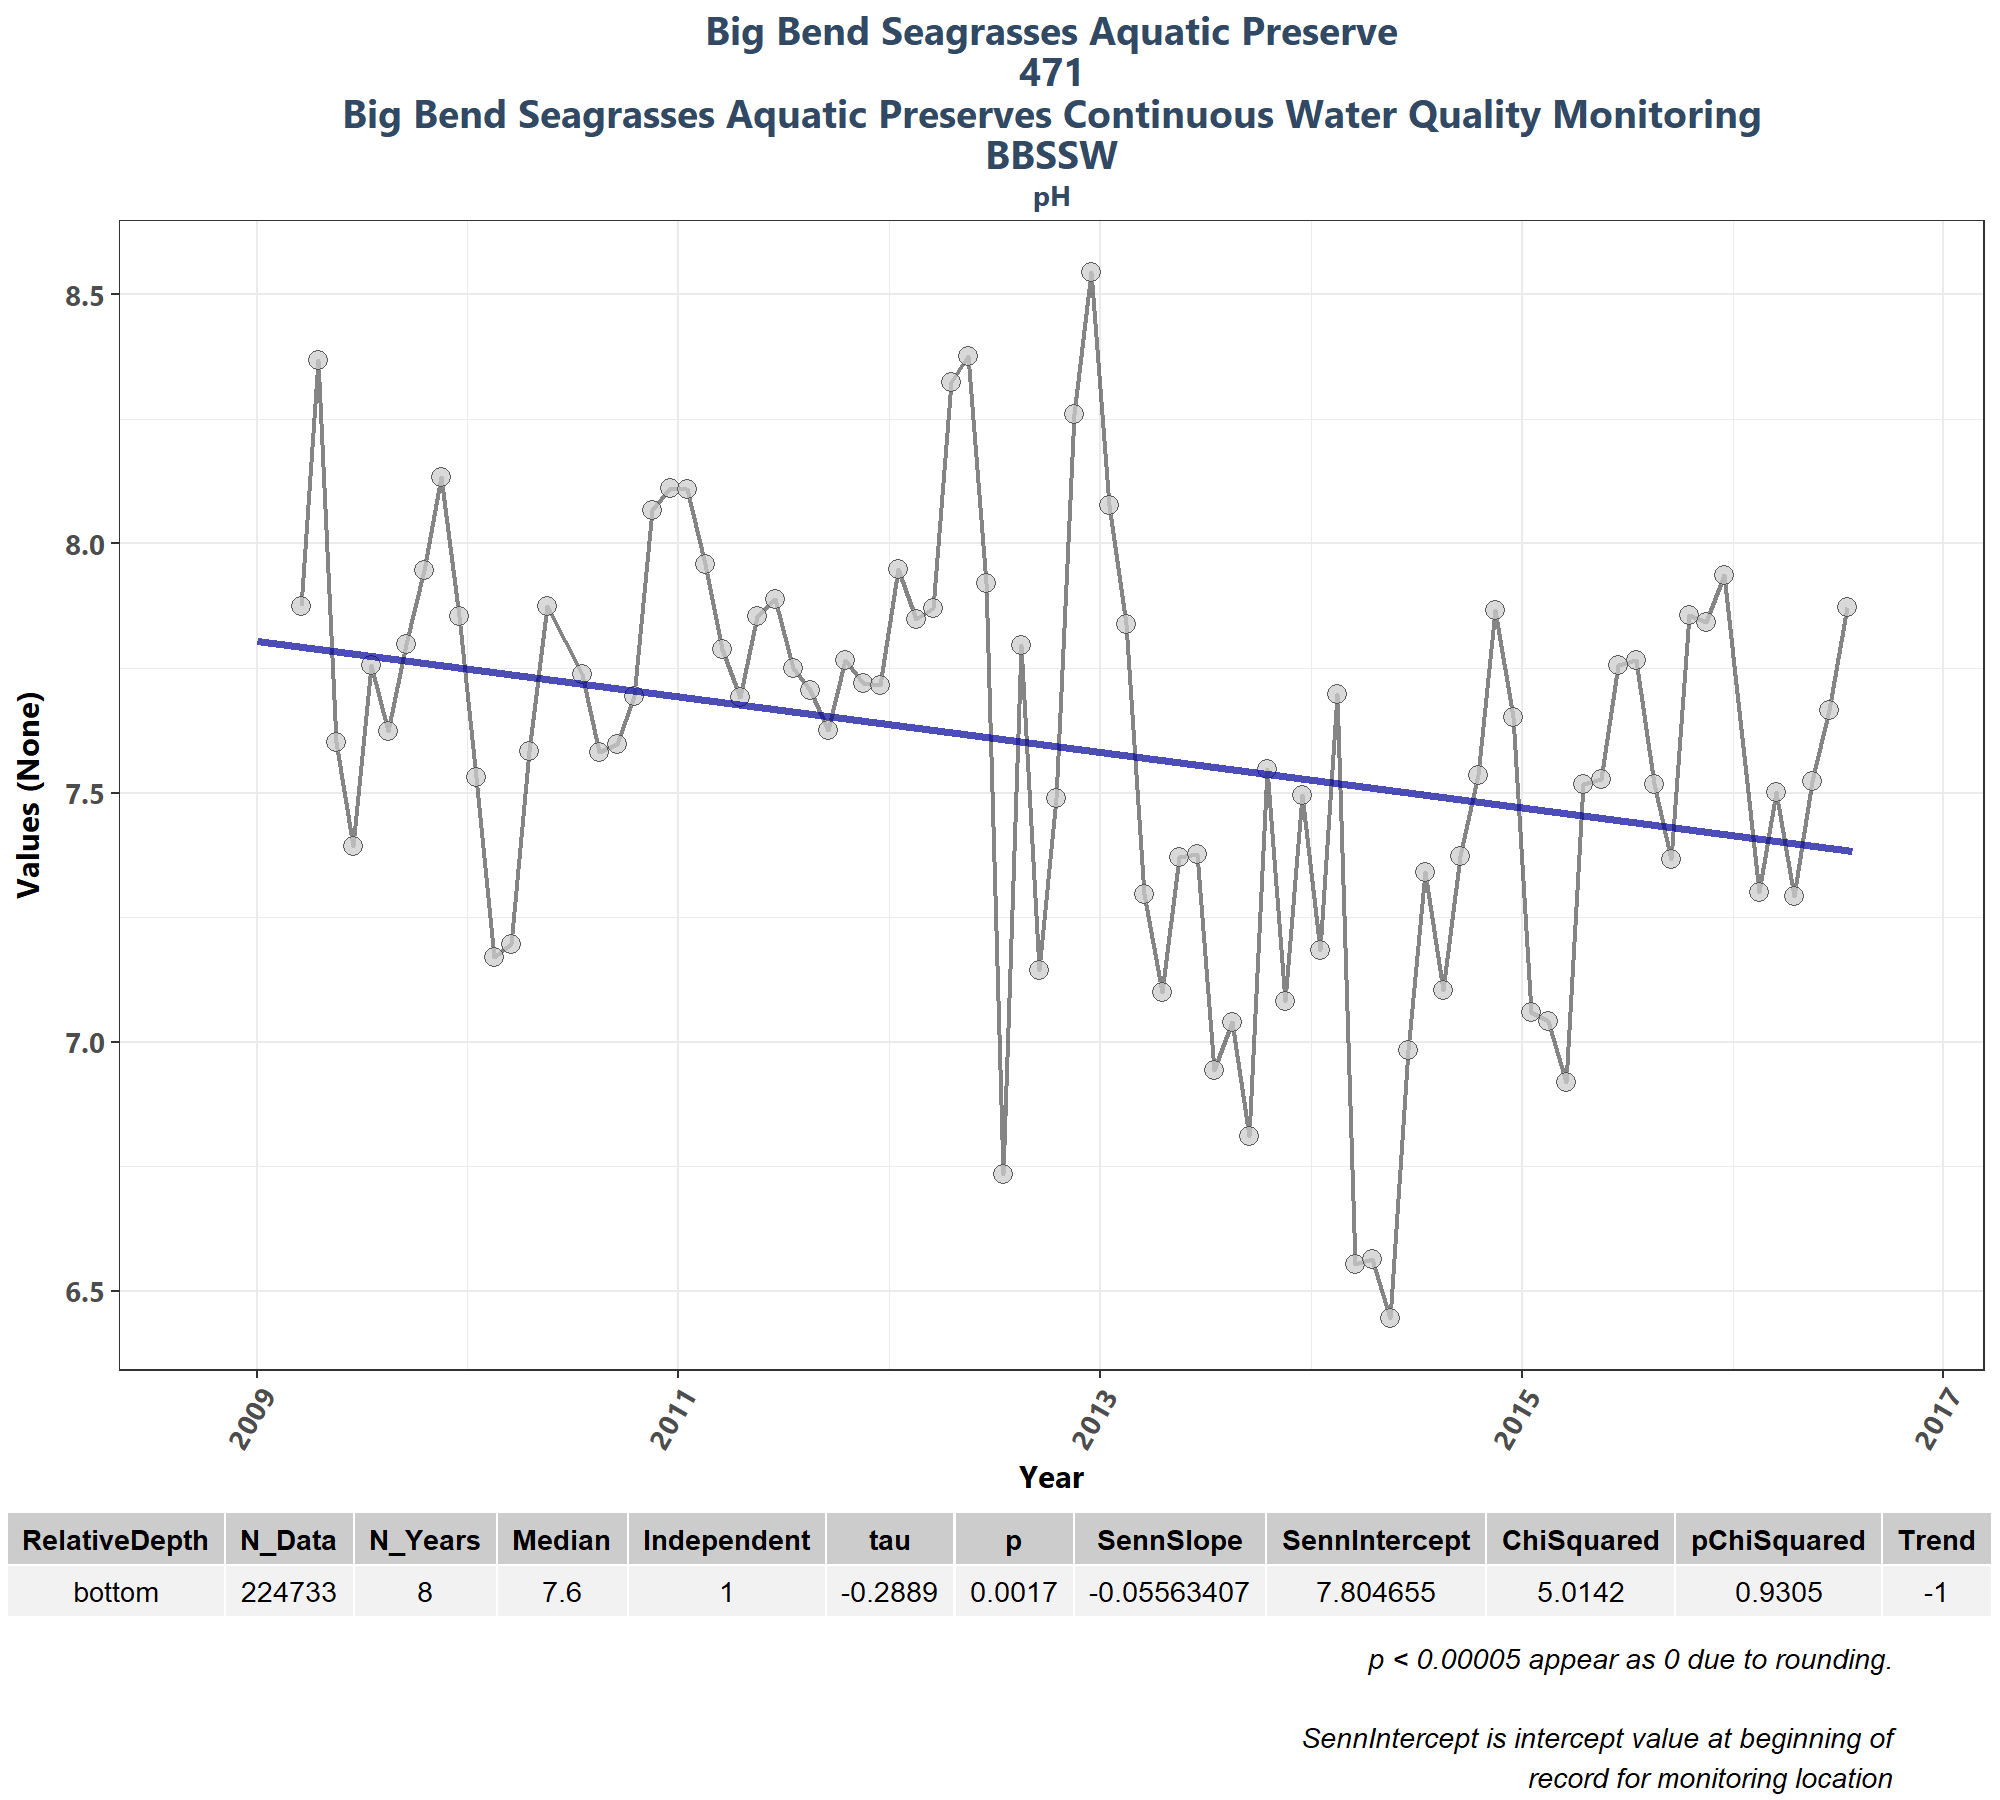 Big Bend Seagrasses Aquatic Preserve
471
Big Bend Seagrasses Aquatic Preserves Continuous Water Quality Monitoring
BBSSW
pH
8.5
8.0
7.5
7.0
6.5
Values (None)
2009 2011 2013 2015 2017
Year
RelativeDepth N_Data N_Years Median Independent tau p SennSlope SennIntercept ChiSquared pChiSquared Trend
bottom 224733 8 7.6 1 -0.2889 0.0017 -0.05563407 7.804655 5.0142 0.9305 -1
p < 0.00005 appear as 0 due to rounding.
SennIntercept is intercept value at beginning of
record for monitoring location